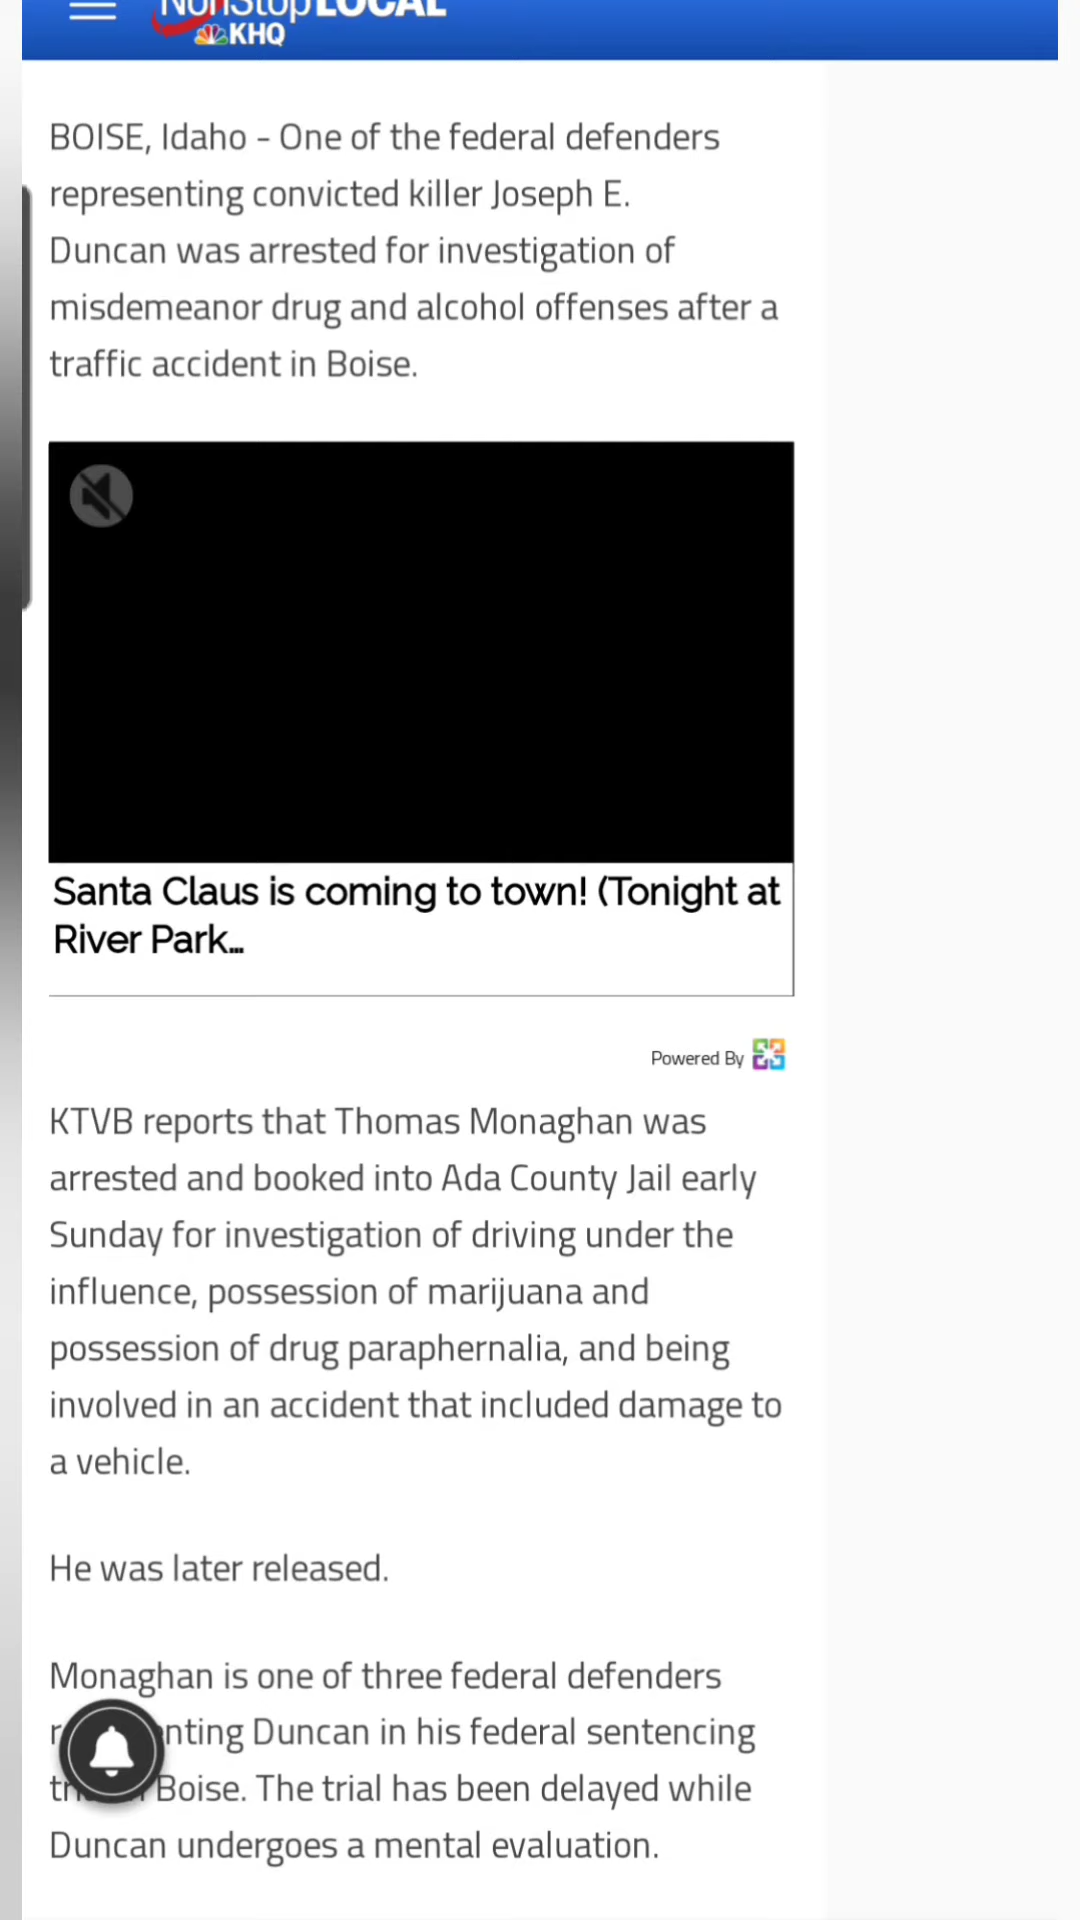 NonStop LOCAL
KHQ
BOISE, Idaho - One of the federal defenders
representing convicted killer Joseph E.
Duncan was arrested for investigation of
misdemeanor drug and alcohol offenses after a
traffic accident in Boise.
Santa Claus is coming to town! (Tonight at
River Park...
Powered By
KTVB reports that Thomas Monaghan was
arrested and booked into Ada County Jail early
Sunday for investigation of driving under the
influence, possession of marijuana and
possession of drug paraphernalia, and being
involved in an accident that included damage to
a vehicle.
He was later released.
Monaghan is one of three federal defenders
nting Duncan in his federal sentencing
Boise. The trial has been delayed while
Duncan undergoes a mental evaluation.